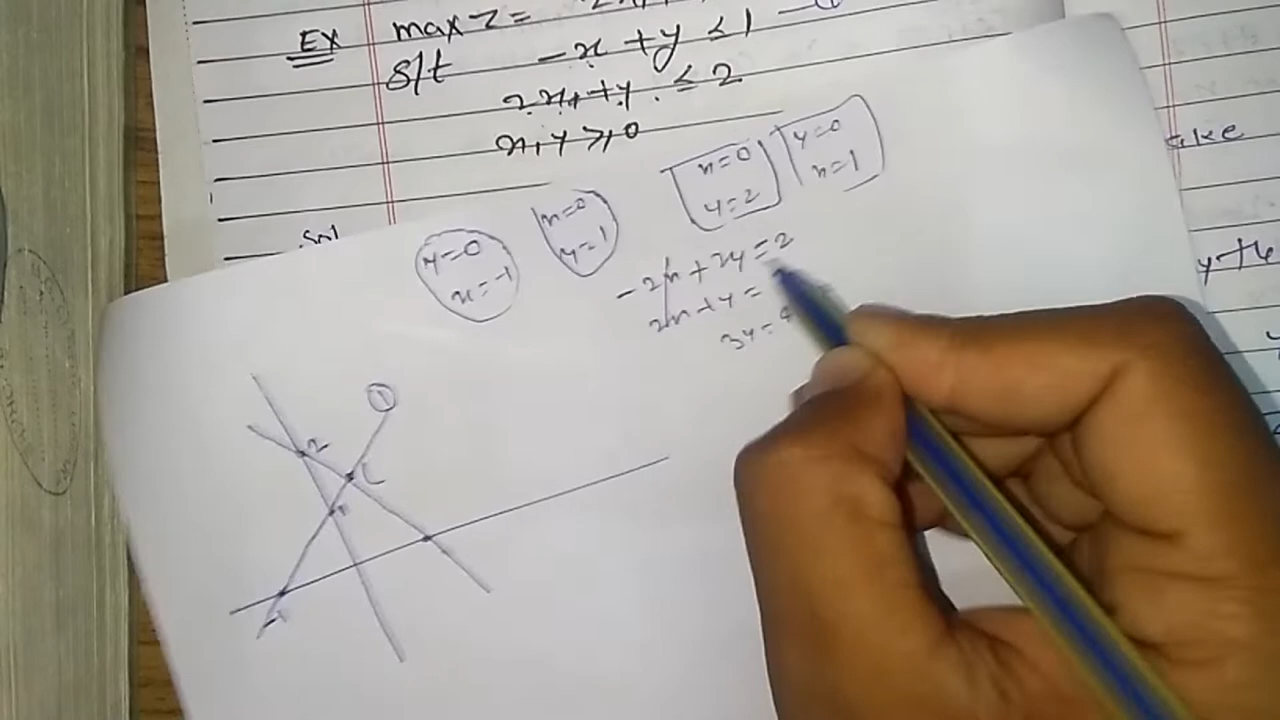 EX max Z =
s/t -x + y ≤ 1
2x + y ≤ 2
x, y ≥ 0
Sol
y=0
x=-1
x=0
y=1
x=0
y=2
y=0
x=1
-2x + 2y = 2
2x + y =
3y =
1
2
L
-1
ake